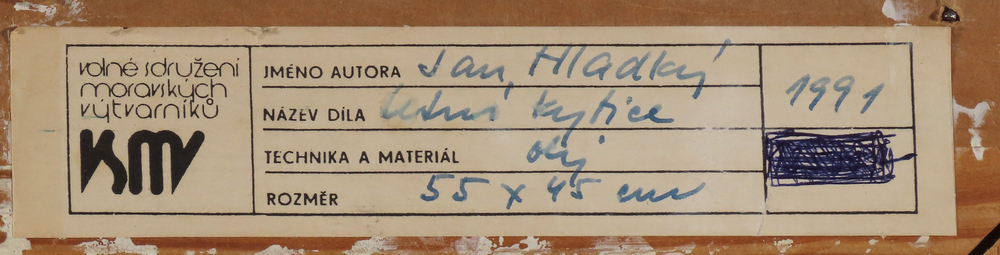 volné sdružení
moravských
výtvarníků
VSMV
JMÉNO AUTORA Jan Hladký
NÁZEV DÍLA Letní kytice
TECHNIKA A MATERIÁL olej
ROZMĚR 55 x 45 cm
1991